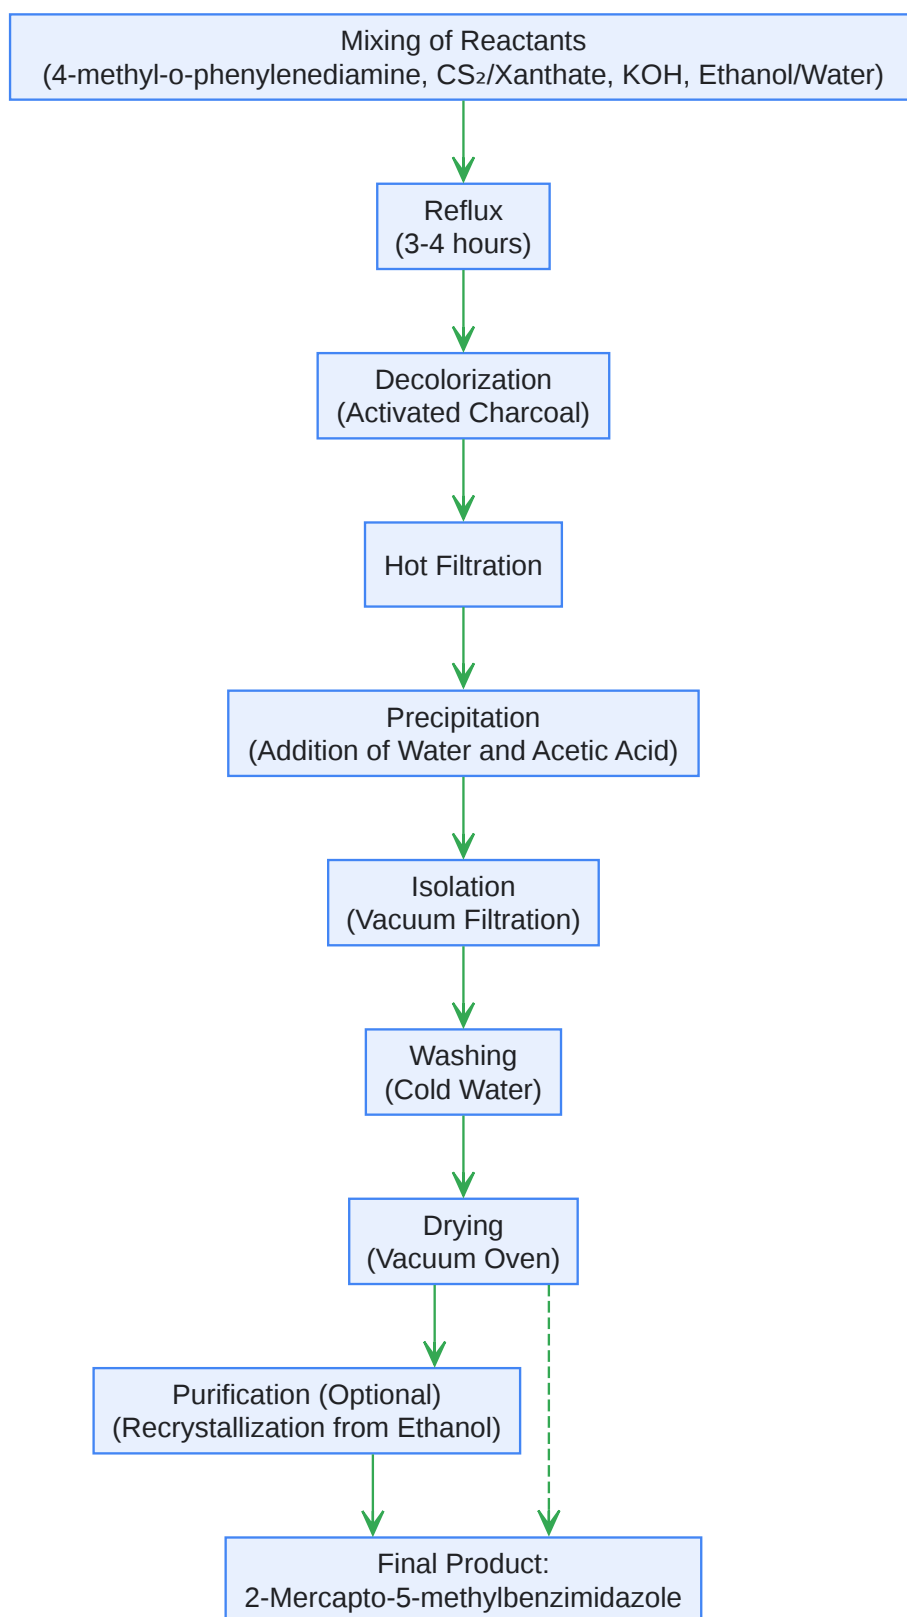 Mixing of Reactants
(4-methyl-o-phenylenediamine, CS₂/Xanthate, KOH, Ethanol/Water)
Reflux
(3-4 hours)
Decolorization
(Activated Charcoal)
Hot Filtration
Precipitation
(Addition of Water and Acetic Acid)
Isolation
(Vacuum Filtration)
Washing
(Cold Water)
Drying
(Vacuum Oven)
Purification (Optional)
(Recrystallization from Ethanol)
Final Product:
2-Mercapto-5-methylbenzimidazole